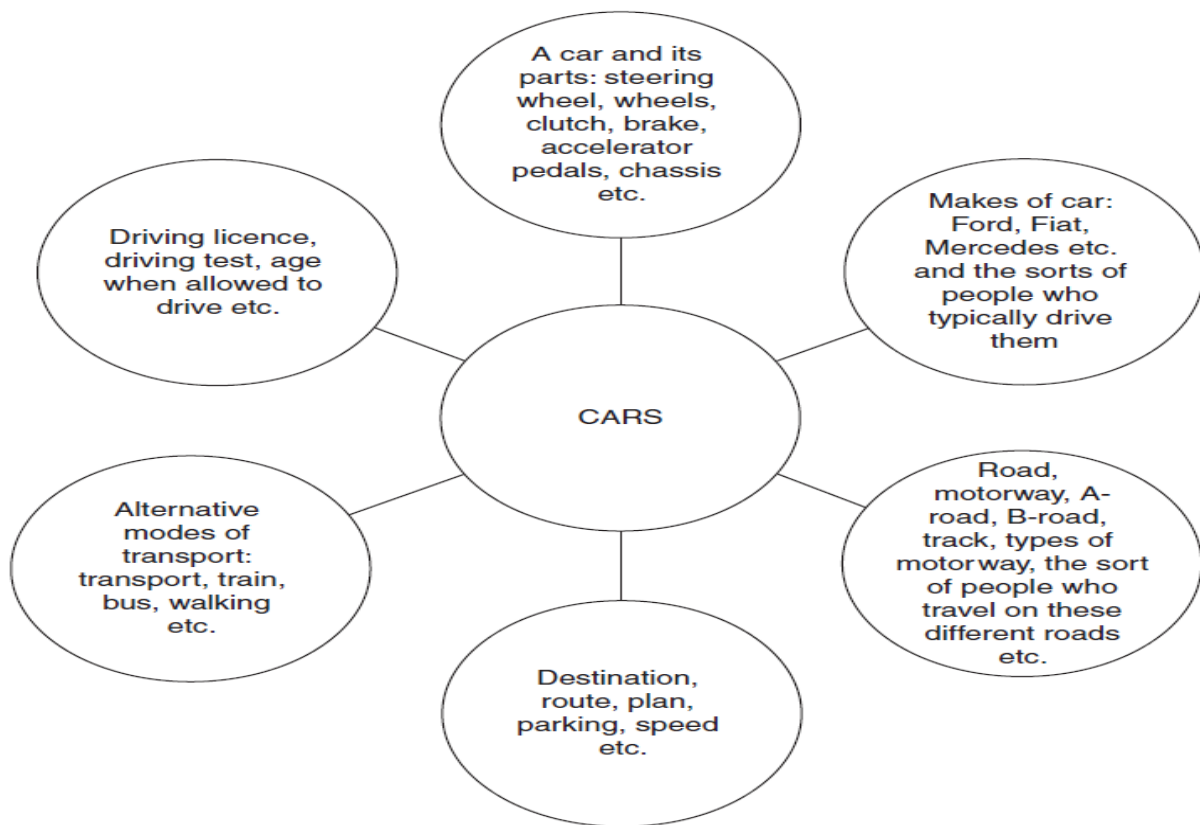 A car and its
parts: steering
wheel, wheels,
clutch, brake,
accelerator
pedals, chassis
etc.
Makes of car:
Ford, Fiat,
Mercedes etc.
and the sorts of
people who
typically drive
them
Driving licence,
driving test, age
when allowed to
drive etc.
CARS
Alternative
modes of
transport:
transport, train,
bus, walking
etc.
Road,
motorway, A-
road, B-road,
track, types of
motorway, the sort
of people who
travel on these
different roads
etc.
Destination,
route, plan,
parking, speed
etc.